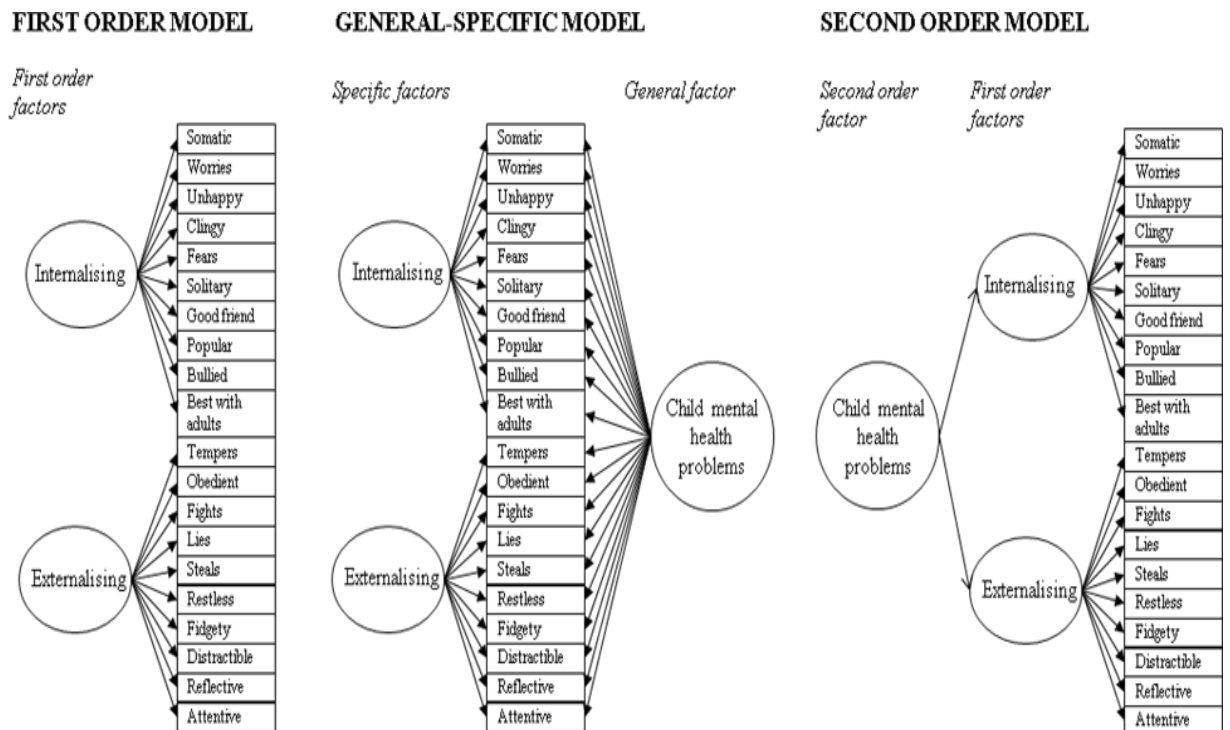 FIRST ORDER MODEL
First order
factors
Internalising
Externalising
Somatic
Worries
Unhappy
Clingy
Fears
Solitary
Good friend
Popular
Bullied
Best with
adults
Tempers
Obedient
Fights
Lies
Steals
Restless
Fidgety
Distractible
Reflective
Attentive
GENERAL-SPECIFIC MODEL
Specific factors
General factor
Internalising
Externalising
Somatic
Worries
Unhappy
Clingy
Fears
Solitary
Good friend
Popular
Bullied
Best with
adults
Tempers
Obedient
Fights
Lies
Steals
Restless
Fidgety
Distractible
Reflective
Attentive
Child mental
health
problems
SECOND ORDER MODEL
Second order
factor
First order
factors
Child mental
health
problems
Internalising
Externalising
Somatic
Worries
Unhappy
Clingy
Fears
Solitary
Good friend
Popular
Bullied
Best with
adults
Tempers
Obedient
Fights
Lies
Steals
Restless
Fidgety
Distractible
Reflective
Attentive